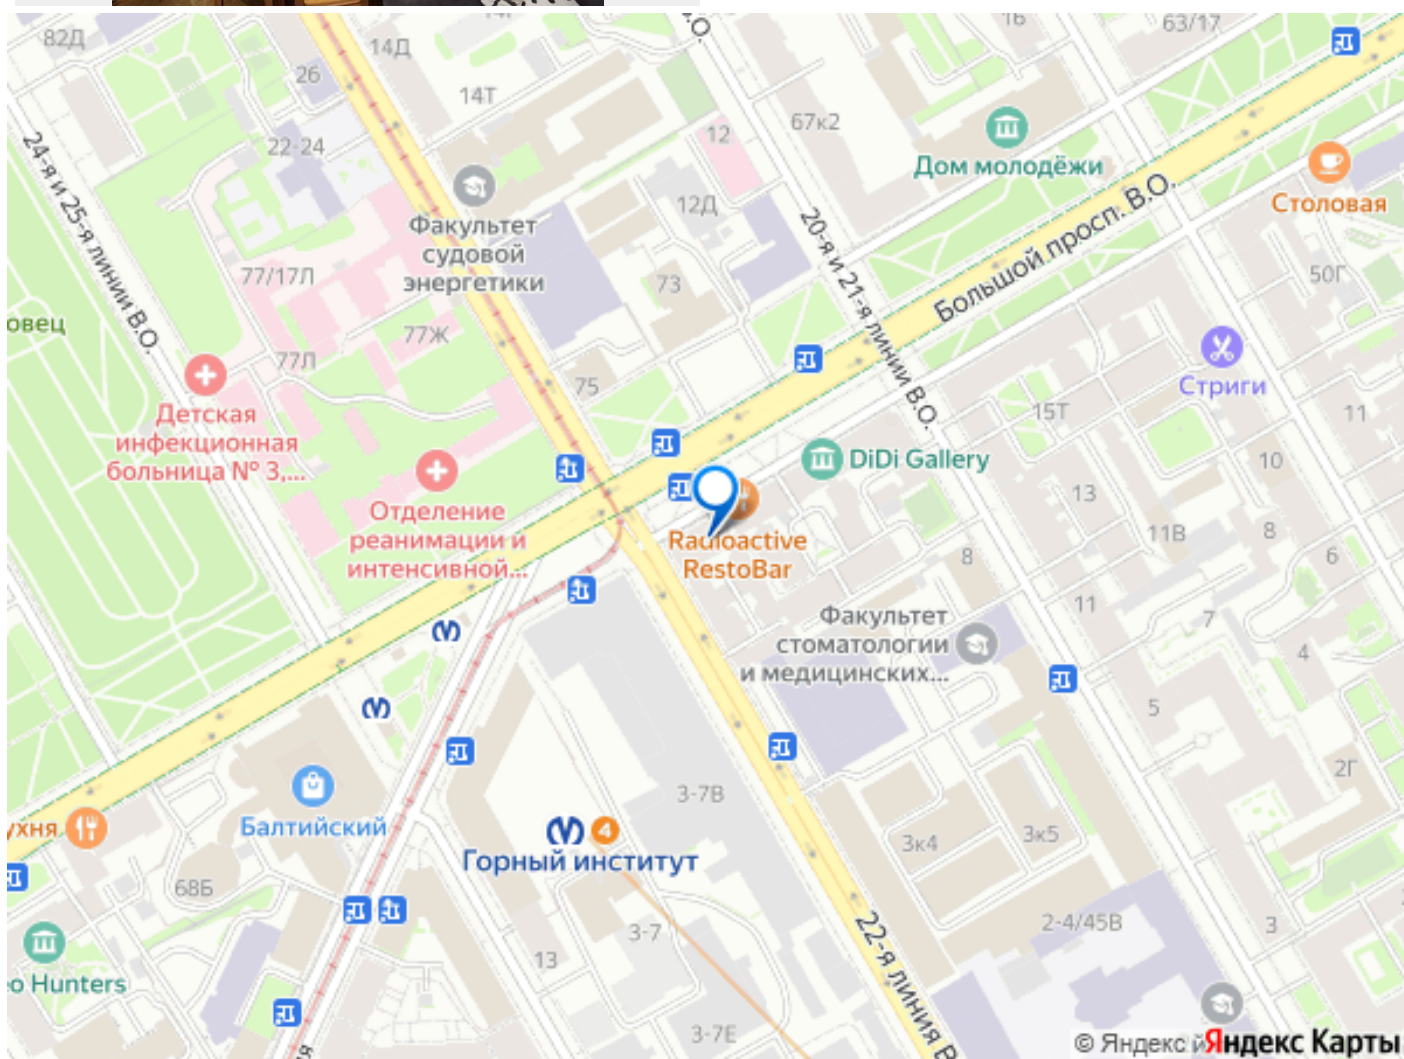 82Д
14Д
В.О.
16
63/17
26
14Т
67к2
12
22-24
24-я и 25-я линии В.О.
Дом молодёжи
Столовая
Факультет
судовой
энергетики
12Д
20-я и 21-я линии В.О.
Большой просп. В.О.
77/17Л
73
50Г
овец
77Ж
77Л
75
Стриги
Детская
инфекционная
больница № 3,...
15Т
11
DiDi Gallery
10
13
Отделение
реанимации и
интенсивной...
Radioactive
RestoBar
11В
8
8
6
11
7
Факультет
стоматологии
и медицинских...
4
5
2Г
3-7В
Балтийский
ухня
4
Горный институт
3к4
3к5
68Б
22-я линия В
2-4/45В
3
3-7
13
eo Hunters
3-7Е
я
© Яндекс
Яндекс Карты